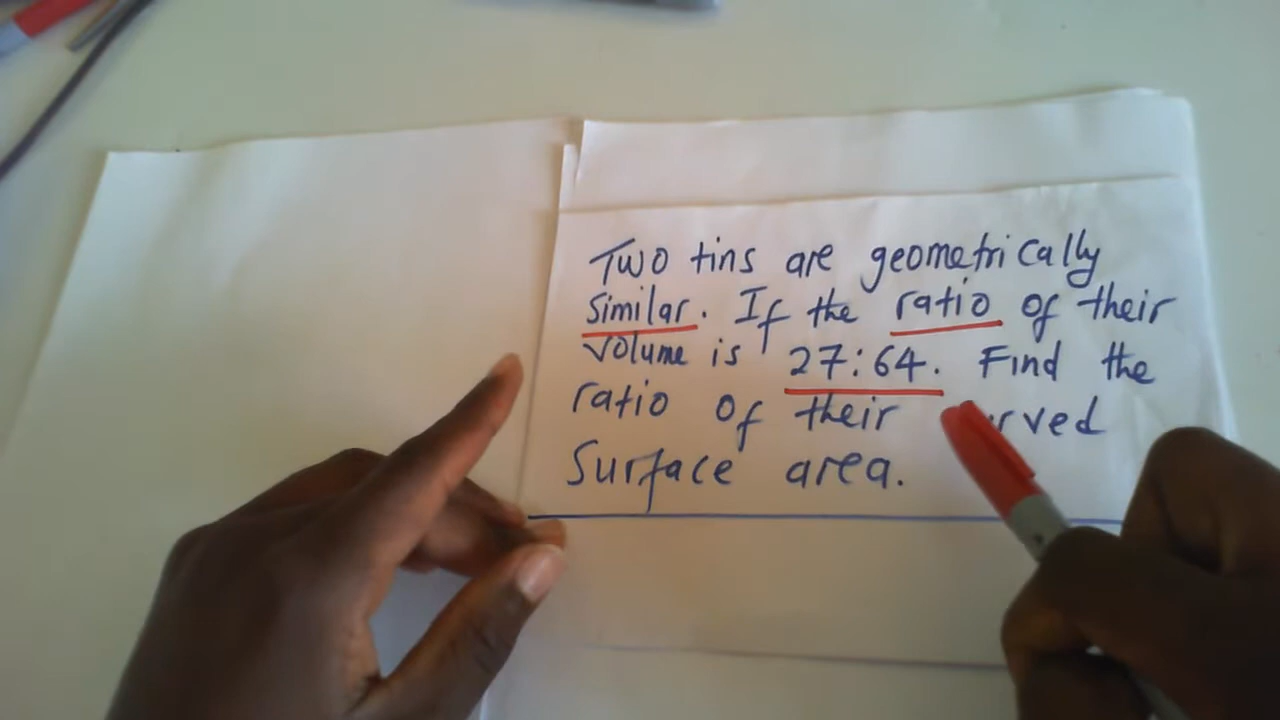 Two tins are geometrically
similar. If the ratio of their
volume is 27:64. Find the
ratio of their
Surface area.